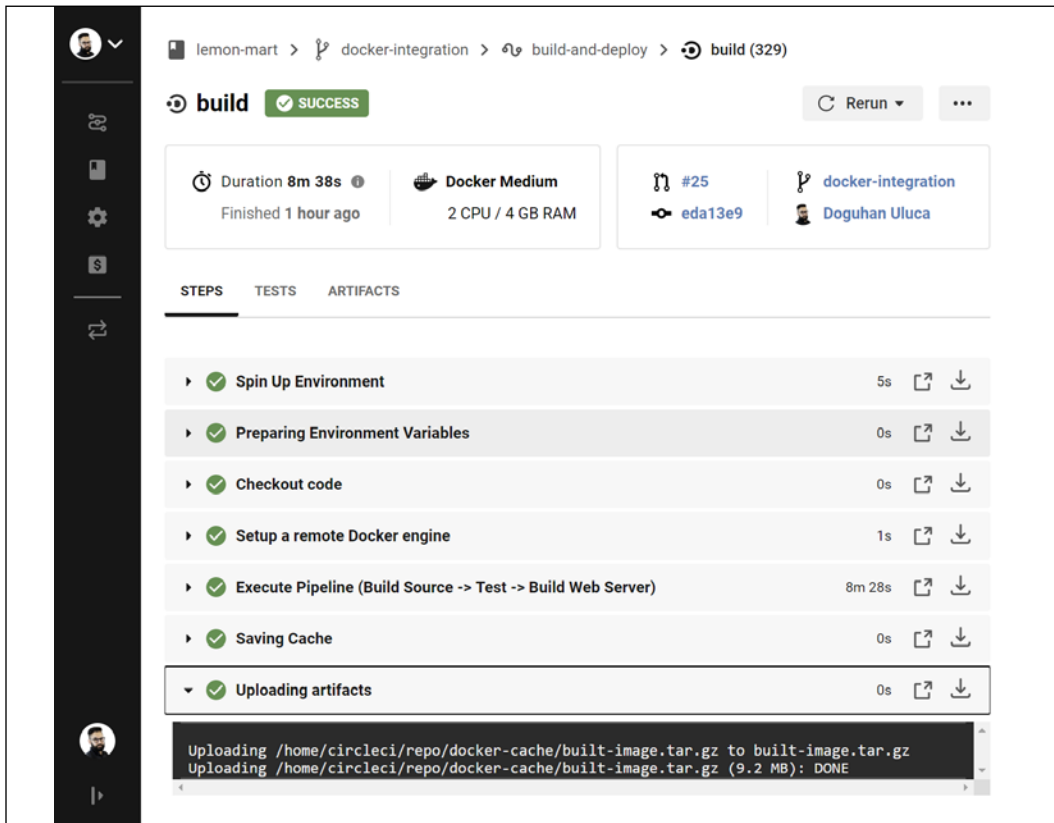 lemon-mart > docker-integration > build-and-deploy > build (329)
build SUCCESS Rerun
Duration 8m 38s Docker Medium #25 docker-integration
Finished 1 hour ago 2 CPU / 4 GB RAM eda13e9 Doguhan Uluca
STEPS TESTS ARTIFACTS
Spin Up Environment 5s
Preparing Environment Variables 0s
Checkout code 0s
Setup a remote Docker engine 1s
Execute Pipeline (Build Source -> Test -> Build Web Server) 8m 28s
Saving Cache 0s
Uploading artifacts 0s
Uploading /home/circleci/repo/docker-cache/built-image.tar.gz to built-image.tar.gz
Uploading /home/circleci/repo/docker-cache/built-image.tar.gz (9.2 MB): DONE